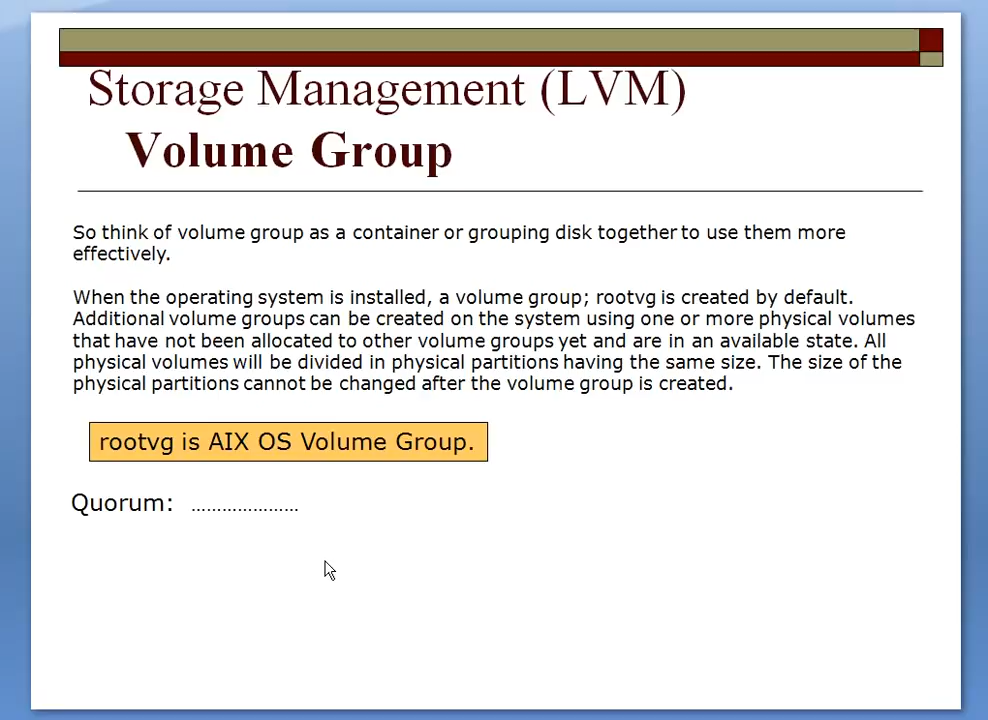 Storage Management (LVM)
Volume Group
So think of volume group as a container or grouping disk together to use them more
effectively.
When the operating system is installed, a volume group; rootvg is created by default.
Additional volume groups can be created on the system using one or more physical volumes
that have not been allocated to other volume groups yet and are in an available state. All
physical volumes will be divided in physical partitions having the same size. The size of the
physical partitions cannot be changed after the volume group is created.
rootvg is AIX OS Volume Group.
Quorum: .....................